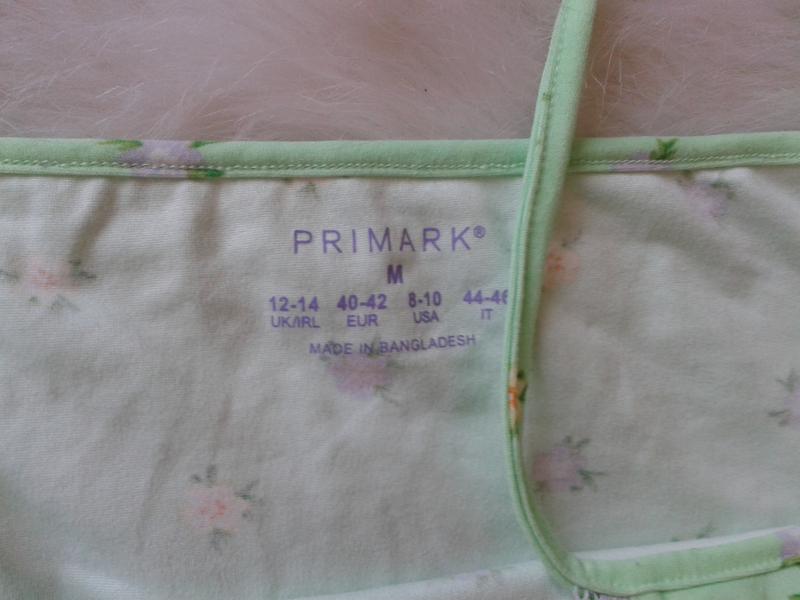 PRIMARK®
M
12-14 40-42 8-10
UK/IRL EUR USA IT
MADE IN BANGLADESH